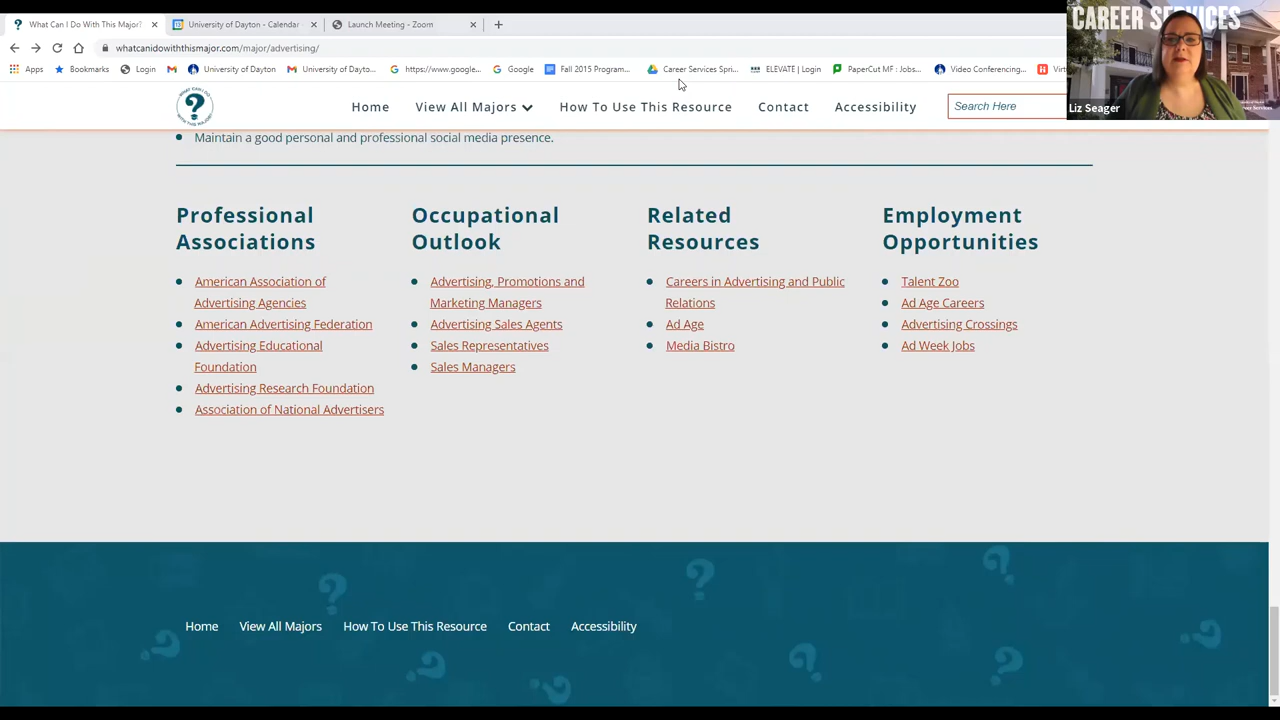 What Can I Do With This Major?
University of Dayton - Calendar
Launch Meeting - Zoom
whatcanidowiththismajor.com/major/advertising/
Apps
Bookmarks
Login
University of Dayton
University of Dayto...
https://www.google...
Google
Fall 2015 Program...
Career Services Spri...
ELEVATE | Login
PaperCut MF : Jobs...
Video Conferencing...
CAREER SERVICES
Liz Seager
WHAT CAN I DO WITH THIS MAJOR
?
Home
View All Majors
How To Use This Resource
Contact
Accessibility
Search Here
Maintain a good personal and professional social media presence.
Professional
Associations
American Association of
Advertising Agencies
American Advertising Federation
Advertising Educational
Foundation
Advertising Research Foundation
Association of National Advertisers
Occupational
Outlook
Advertising, Promotions and
Marketing Managers
Advertising Sales Agents
Sales Representatives
Sales Managers
Related
Resources
Careers in Advertising and Public
Relations
Ad Age
Media Bistro
Employment
Opportunities
Talent Zoo
Ad Age Careers
Advertising Crossings
Ad Week Jobs
Home
View All Majors
How To Use This Resource
Contact
Accessibility